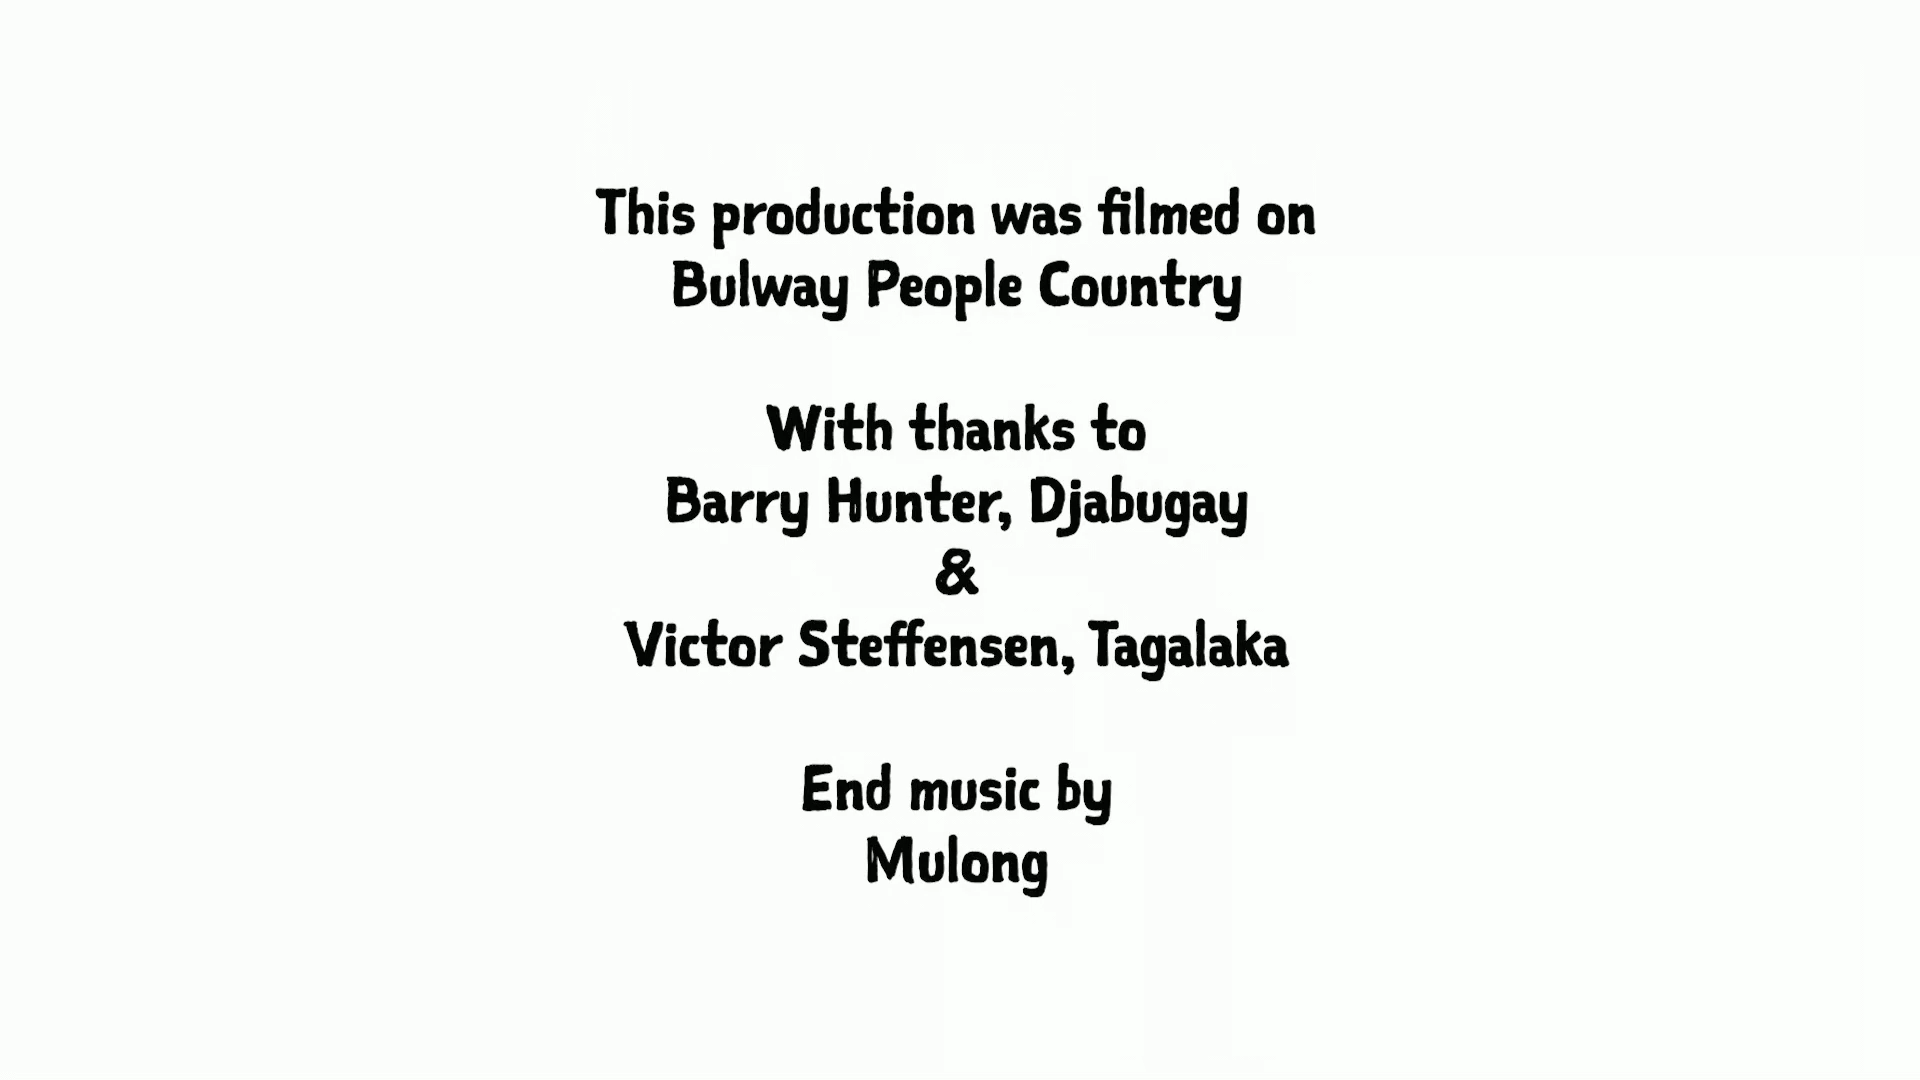 This production was filmed on
Bulway People Country
With thanks to
Barry Hunter, Djabugay
&
Victor Steffensen, Tagalaka
End music by
Mulong